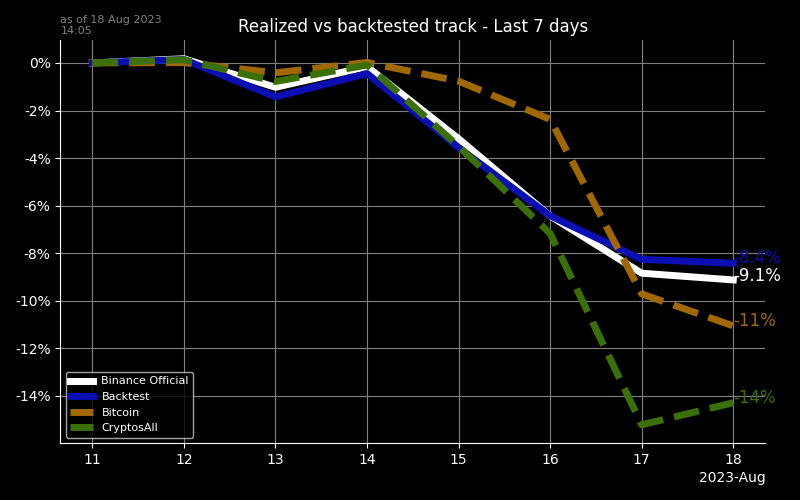 as of 18 Aug 2023
14:05
Realized vs backtested track - Last 7 days
0%
-2%
-4%
-6%
-8%
-10%
-12%
-14%
-8.4%
-9.1%
-11%
-14%
Binance Official
Backtest
Bitcoin
CryptosAll
11 12 13 14 15 16 17 18
2023-Aug